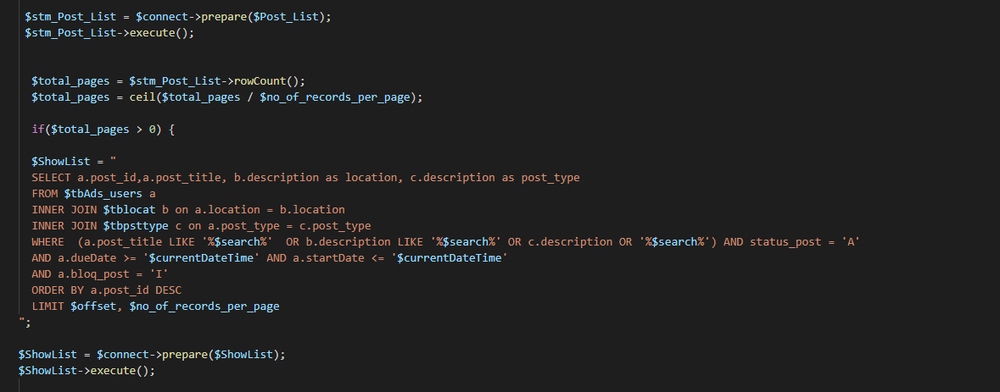 $stm_Post_List = $connect->prepare($Post_List);
$stm_Post_List->execute();
$total_pages = $stm_Post_List->rowCount();
$total_pages = ceil($total_pages / $no_of_records_per_page);
if($total_pages > 0) {
$ShowList = "
SELECT a.post_id,a.post_title, b.description as location, c.description as post_type
FROM $tbAds_users a
INNER JOIN $tblocat b on a.location = b.location
INNER JOIN $tbpsttype c on a.post_type = c.post_type
WHERE  (a.post_title LIKE '%$search%'  OR b.description LIKE '%$search%' OR c.description OR '%$search%') AND status_post = 'A'
AND a.dueDate >= '$currentDateTime' AND a.startDate <= '$currentDateTime'
AND a.bloq_post = 'I'
ORDER BY a.post_id DESC
LIMIT $offset, $no_of_records_per_page
";
$ShowList = $connect->prepare($ShowList);
$ShowList->execute();